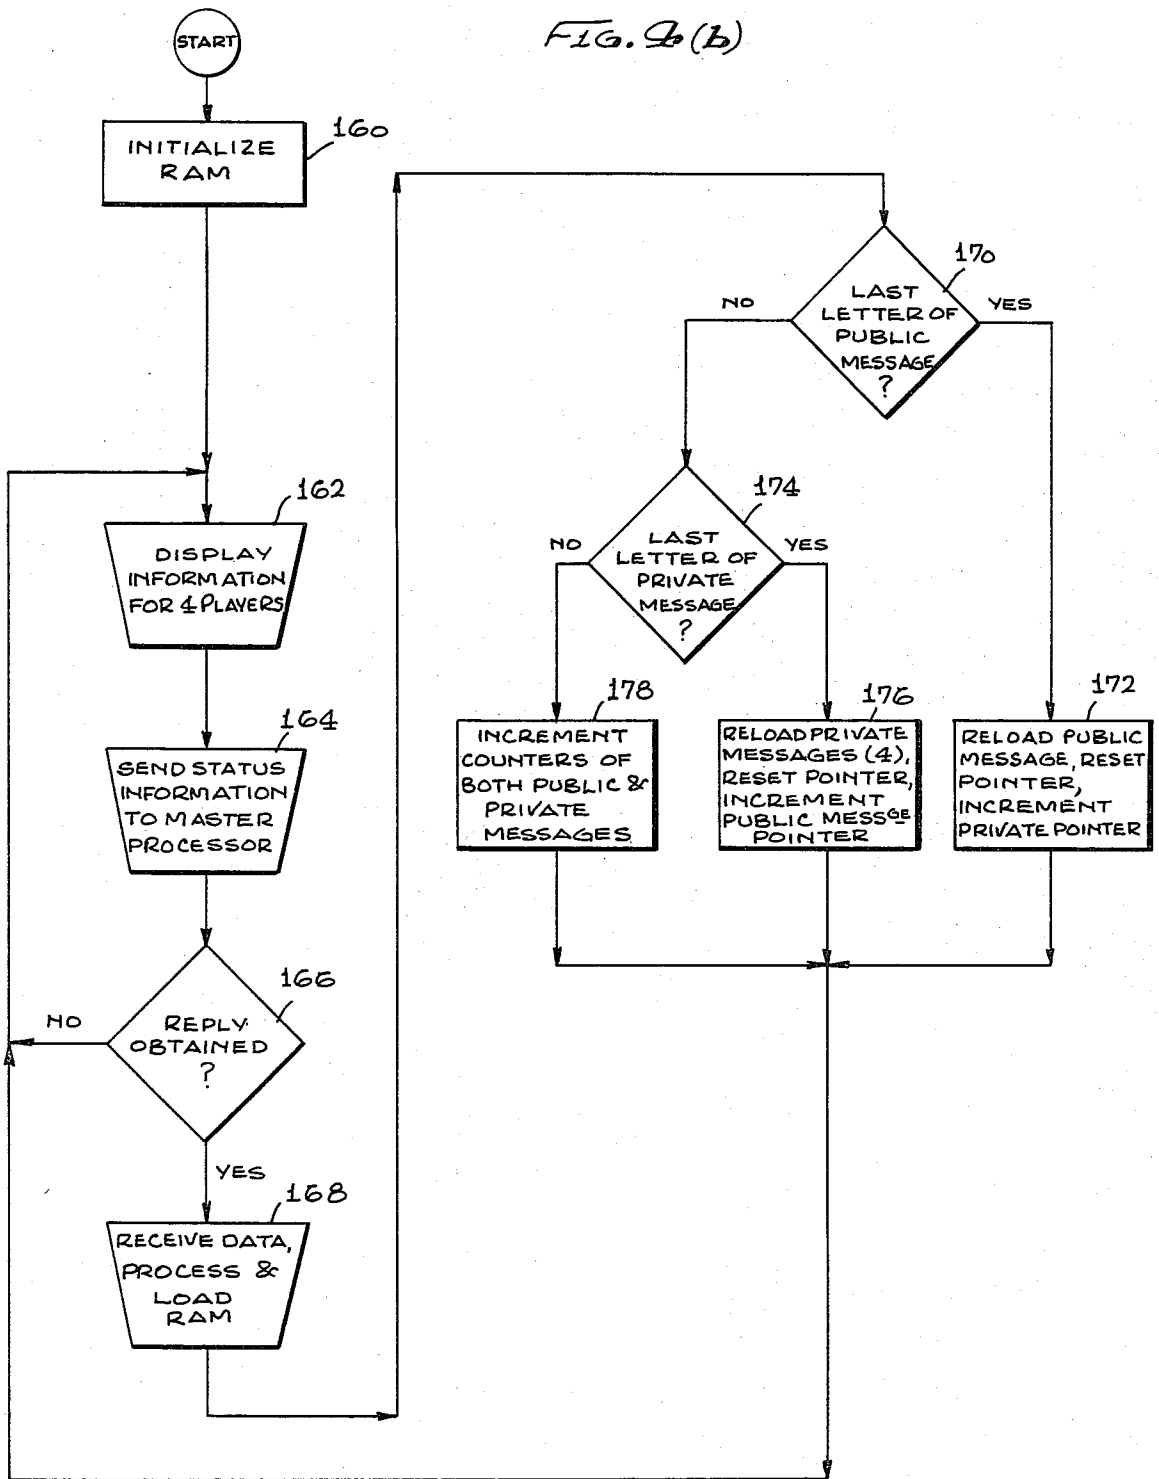 FIG.
START
INITIALIZE
RAM
160
162
DISPLAY
INFORMATION
FOR 4 PLAYERS
164
SEND STATUS
INFORMATION
TO MASTER
PROCESSOR
166
NO
REPLY
OBTAINED
?
YES
168
RECEIVE DATA,
PROCESS &
LOAD
RAM
170
NO
LAST
LETTER OF
PUBLIC
MESSAGE
?
YES
174
NO
LAST
LETTER OF
PRIVATE
MESSAGE
?
YES
178
INCREMENT
COUNTERS OF
BOTH PUBLIC &
PRIVATE
MESSAGES
176
RELOAD PRIVATE
MESSAGES (4),
RESET POINTER,
INCREMENT
PUBLIC MESSGE
POINTER
172
RELOAD PUBLIC
MESSAGE, RESET
POINTER,
INCREMENT
PRIVATE POINTER